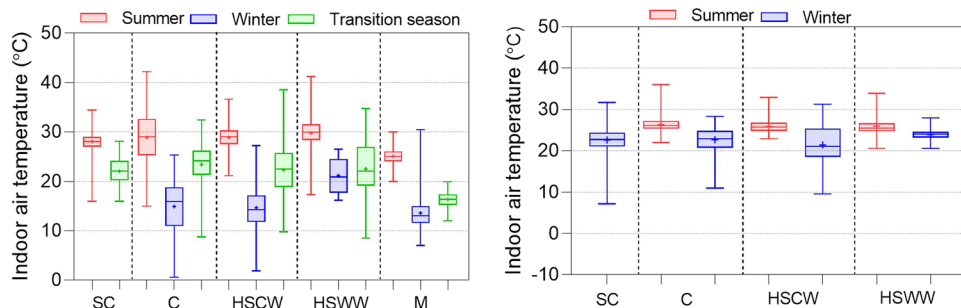 Summer Winter Transition season
Indoor air temperature (°C)
50
40
30
20
10
0
SC C HSCW HSWW M
Summer Winter
Indoor air temperature (°C)
50
40
30
20
10
0
-10
SC C HSCW HSWW